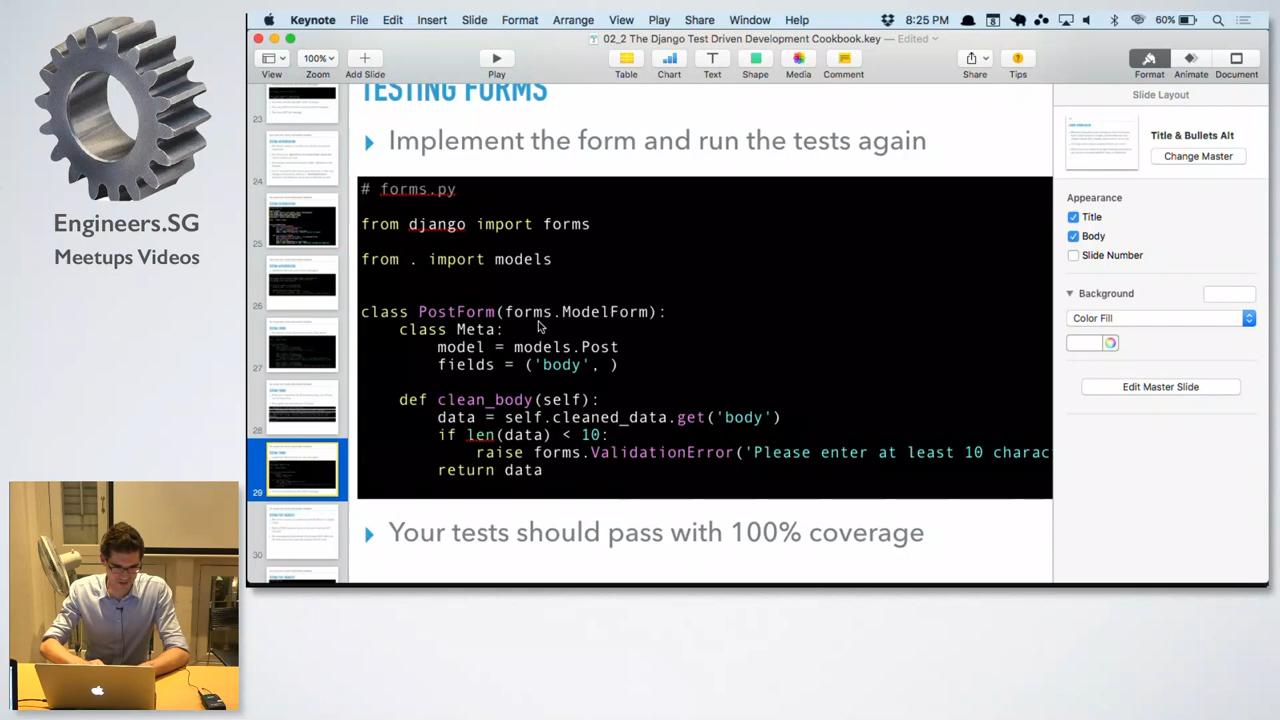 Keynote File Edit Insert Slide Format Arrange View Play Share Window Help 8:25 PM 60%
02_2 The Django Test Driven Development Cookbook.key — Edited
100%
View Zoom Add Slide Play Table Chart Text Shape Media Comment Share Tips Format Animate Document
Engineers.SG
Meetups Videos
23
24
25
26
27
28
29
30
TESTING FORMS
Implement the form and run the tests again
# forms.py
from django import forms
from . import models
class PostForm(forms.ModelForm):
class Meta:
model = models.Post
fields = ('body', )
def clean_body(self):
data = self.cleaned_data.get('body')
if len(data) < 10:
raise forms.ValidationError('Please enter at least 10 charac
return data
Your tests should pass with 100% coverage
Slide Layout
Title & Bullets Alt
Change Master
Appearance
Title
Body
Slide Number
Background
Color Fill
Edit Master Slide